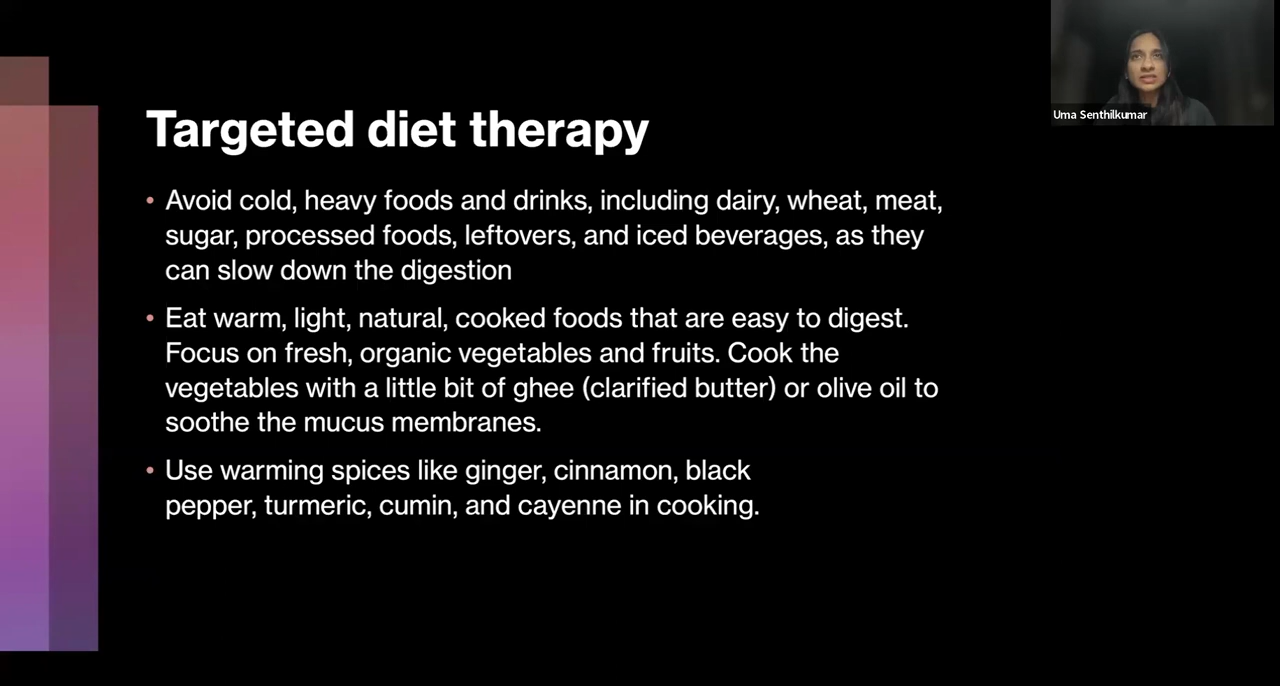 Uma Senthilkumar
Targeted diet therapy
• Avoid cold, heavy foods and drinks, including dairy, wheat, meat,
sugar, processed foods, leftovers, and iced beverages, as they
can slow down the digestion
• Eat warm, light, natural, cooked foods that are easy to digest.
Focus on fresh, organic vegetables and fruits. Cook the
vegetables with a little bit of ghee (clarified butter) or olive oil to
soothe the mucus membranes.
• Use warming spices like ginger, cinnamon, black
pepper, turmeric, cumin, and cayenne in cooking.